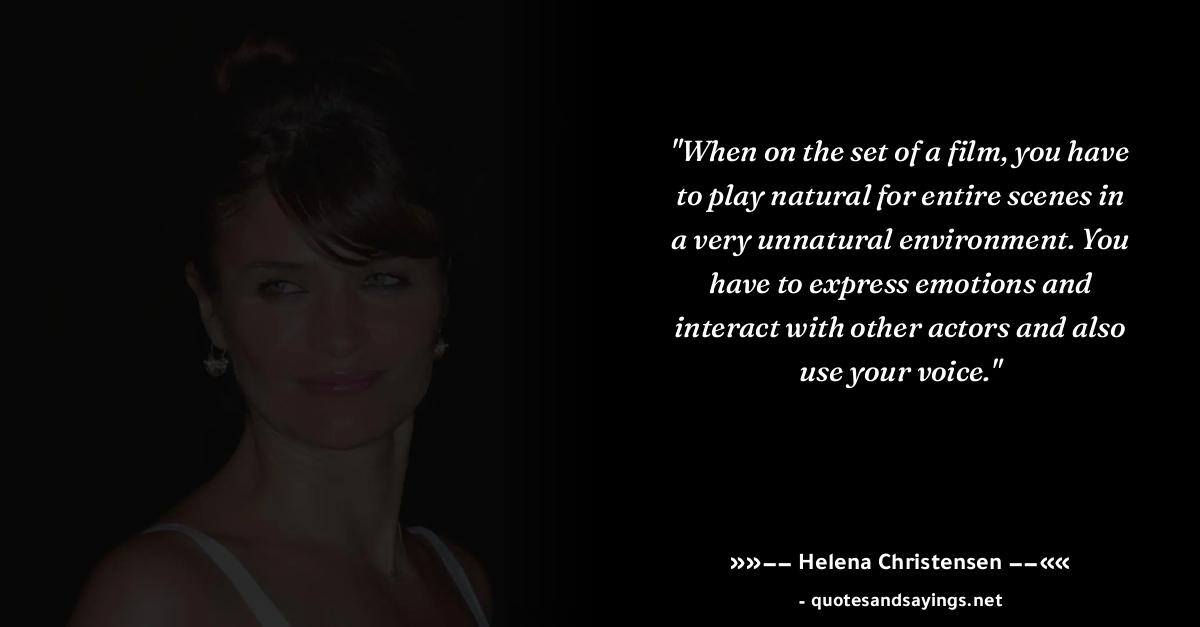 "When on the set of a film, you have
to play natural for entire scenes in
a very unnatural environment. You
have to express emotions and
interact with other actors and also
use your voice."
»»−− Helena Christensen −−««
- quotesandsayings.net